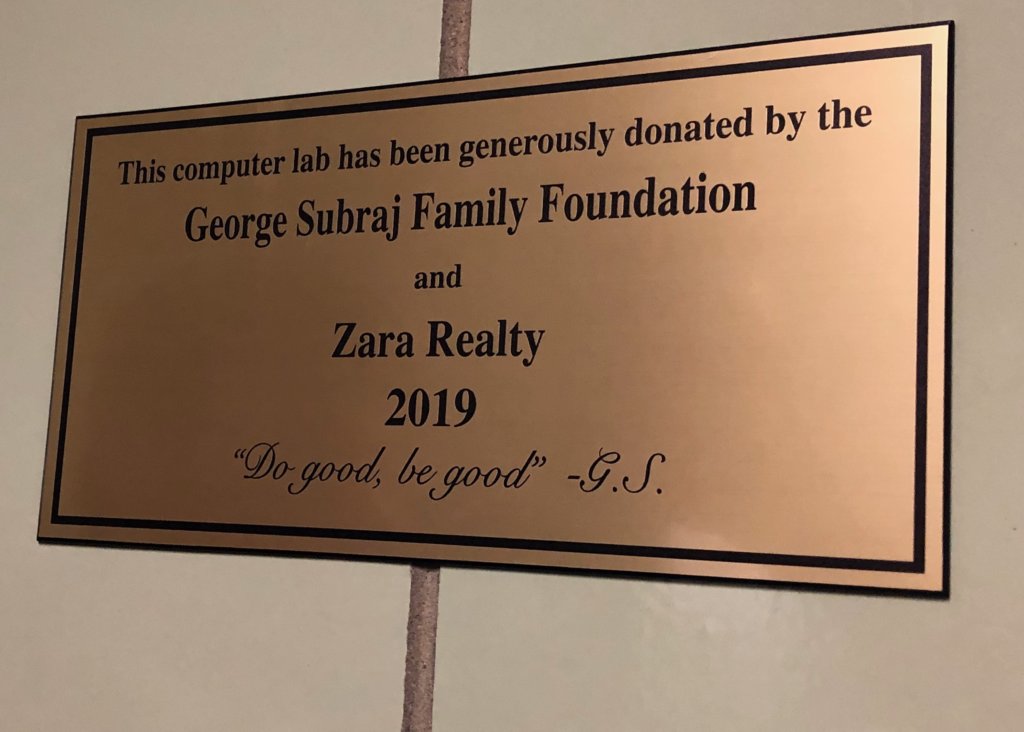 This computer lab has been generously donated by the
George Subraj Family Foundation
and
Zara Realty
2019
“Do good, be good” -G.S.